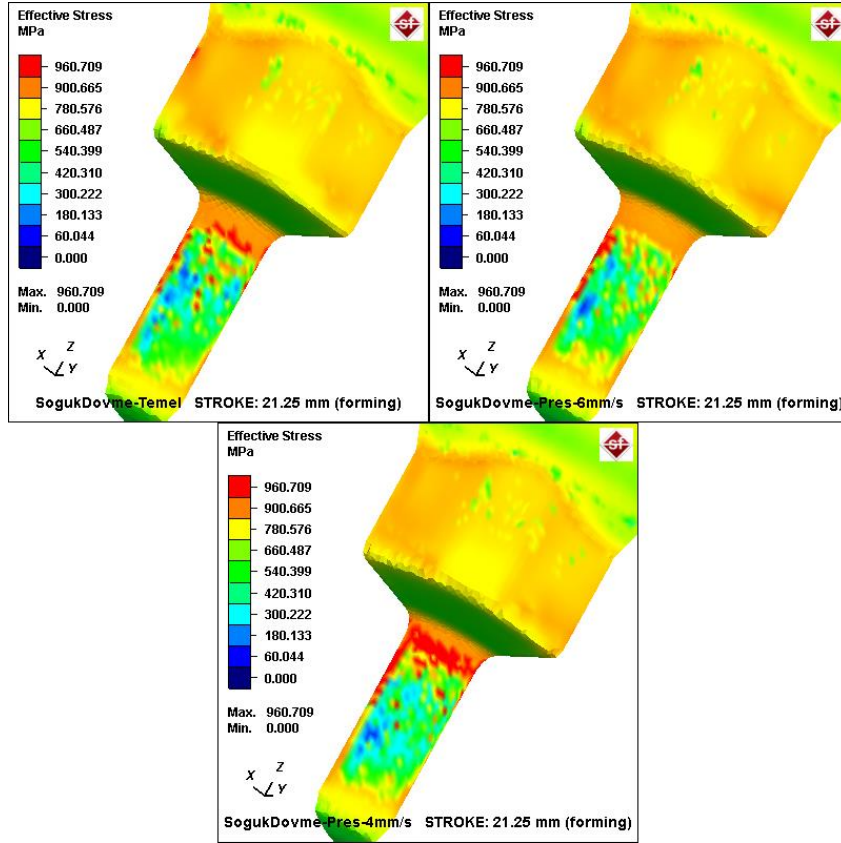 Effective Stress
MPa
sf
960.709
900.665
780.576
660.487
540.399
420.310
300.222
180.133
60.044
0.000
Max. 960.709
Min. 0.000
X Z Y
SogukDovme-Temel STROKE: 21.25 mm (forming)
Effective Stress
MPa
sf
960.709
900.665
780.576
660.487
540.399
420.310
300.222
180.133
60.044
0.000
Max. 960.709
Min. 0.000
X Z Y
SogukDovme-Pres-6mm/s STROKE: 21.25 mm (forming)
Effective Stress
MPa
sf
960.709
900.665
780.576
660.487
540.399
420.310
300.222
180.133
60.044
0.000
Max. 960.709
Min. 0.000
X Z Y
SogukDovme-Pres-4mm/s STROKE: 21.25 mm (forming)